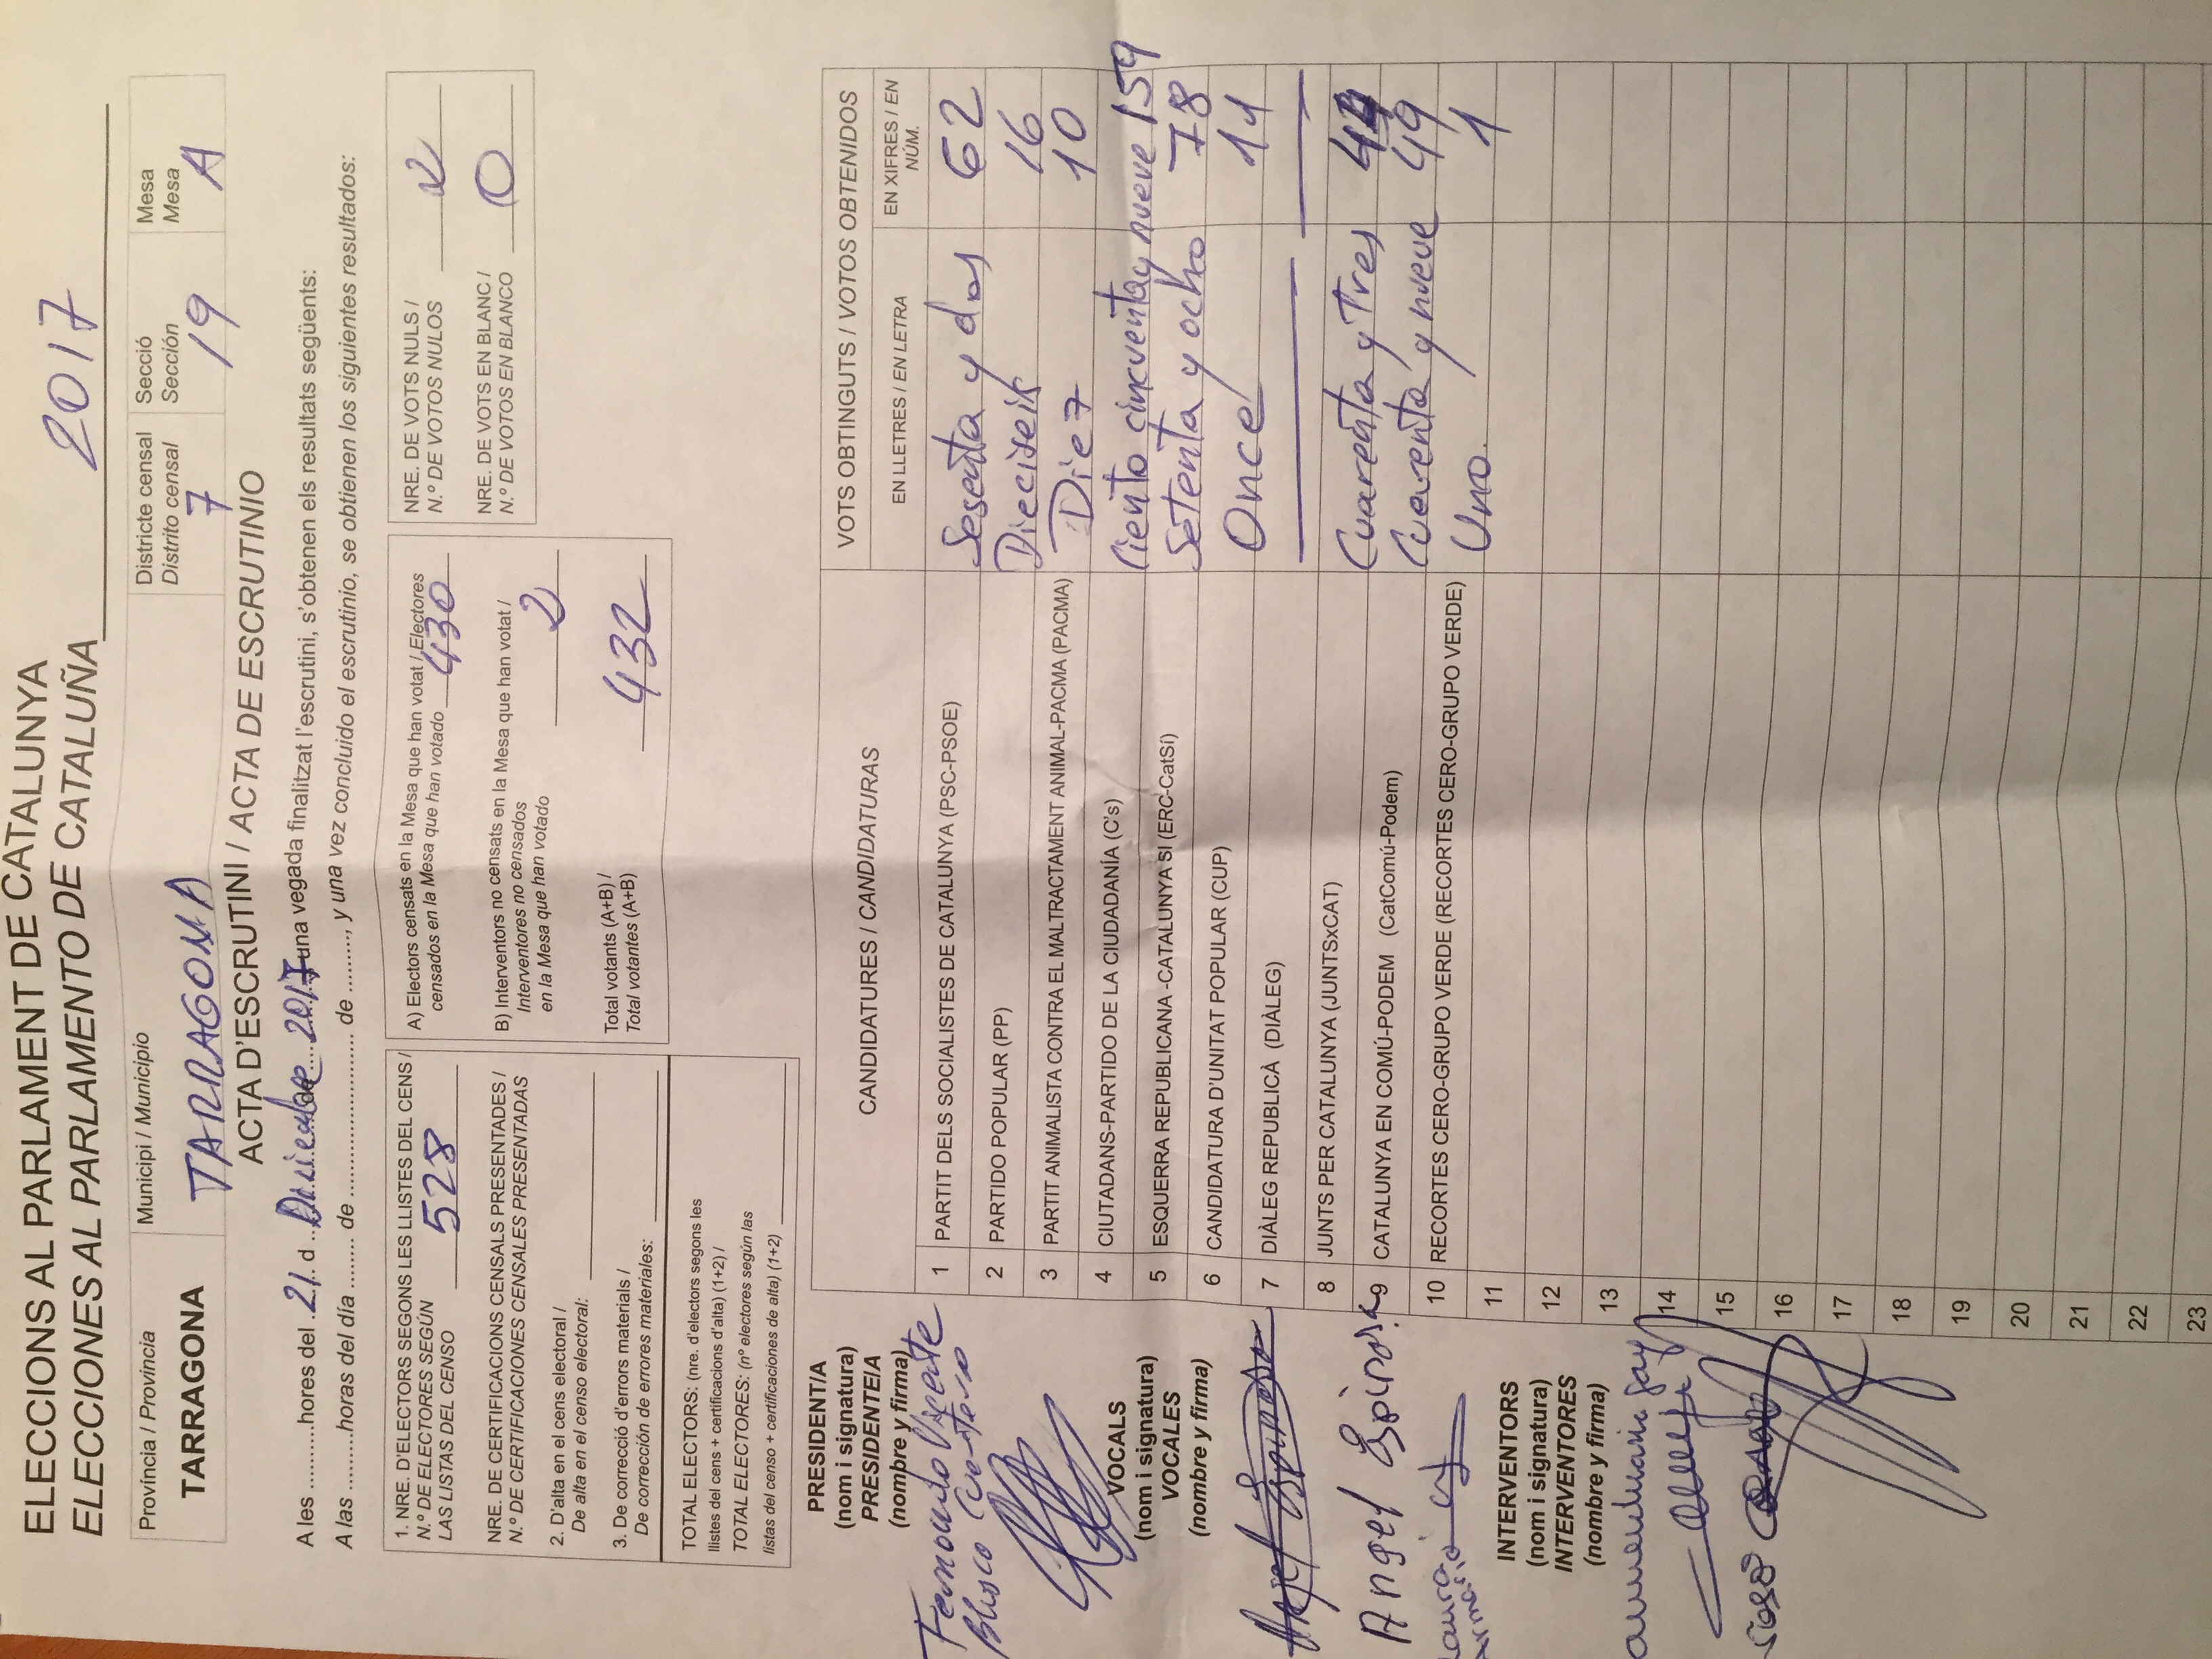 ELECCIONS AL PARLAMENT DE CATALUNYA
ELECCIONES AL PARLAMENTO DE CATALUÑA 2017
Província / Provincia
TARRAGONA
Municipi / Municipio
TARRAGONA
Districte censal
Distrito censal
7
Secció
Sección
19
Mesa
Mesa
A
ACTA D'ESCRUTINI / ACTA DE ESCRUTINIO
A les ..........hores del 21 d Diciembre de 2017 una vegada finalitzat l'escrutini, s'obtenen els resultats següents:
A las .........horas del día ........ de .......................... de ........., y una vez concluido el escrutinio, se obtienen los siguientes resultados:
1. NRE. D'ELECTORS SEGONS LES LLISTES DEL CENS /
N.º DE ELECTORES SEGÚN
LAS LISTAS DEL CENSO 528
NRE. DE CERTIFICACIONS CENSALS PRESENTADES /
N.º DE CERTIFICACIONES CENSALES PRESENTADAS
2. D'alta en el cens electoral /
De alta en el censo electoral:
3. De correcció d'errors materials /
De corrección de errores materiales:
TOTAL ELECTORS: (nre. d'electors segons les
llistes del cens + certificacions d'alta) (1+2) /
TOTAL ELECTORES: (nº electores según las
listas del censo + certificaciones de alta) (1+2)
A) Electors censats en la Mesa que han votat / Electores
censados en la Mesa que han votado 430
B) Interventors no censats en la Mesa que han votat /
Interventores no censados
en la Mesa que han votado 2
Total votants (A+B) /
Total votantes (A+B) 432
NRE. DE VOTS NULS /
N.º DE VOTOS NULOS 2
NRE. DE VOTS EN BLANC /
N.º DE VOTOS EN BLANCO 0
PRESIDENT/A
(nom i signatura)
PRESIDENTE/A
(nombre y firma)
Fernando Vicente
Blasco
VOCALS
(nom i signatura)
VOCALES
(nombre y firma)
Angel Espinosa
Angel Espinosa
Laura
Armario
INTERVENTORS
(nom i signatura)
INTERVENTORES
(nombre y firma)
José
CANDIDATURES / CANDIDATURAS
VOTS OBTINGUTS / VOTOS OBTENIDOS
EN LLETRES / EN LETRA
EN XIFRES / EN
NÚM.
1 PARTIT DELS SOCIALISTES DE CATALUNYA (PSC-PSOE) Sesenta y dos 62
2 PARTIDO POPULAR (PP) Dieciseis 16
3 PARTIT ANIMALISTA CONTRA EL MALTRACTAMENT ANIMAL-PACMA (PACMA) Diez 10
4 CIUTADANS-PARTIDO DE LA CIUDADANÍA (C's) Ciento cincuenta y nueve 159
5 ESQUERRA REPUBLICANA -CATALUNYA SI (ERC-CatSí) Setenta y ocho 78
6 CANDIDATURA D'UNITAT POPULAR (CUP) Once 11
7 DIÀLEG REPUBLICÀ (DIÀLEG)
8 JUNTS PER CATALUNYA (JUNTSxCAT) Cuarenta y Tres
9 CATALUNYA EN COMÚ-PODEM (CatComú-Podem) Cuarenta y nueve 49
10 RECORTES CERO-GRUPO VERDE (RECORTES CERO-GRUPO VERDE) Uno. 1
11
12
13
14
15
16
17
18
19
20
21
22
23